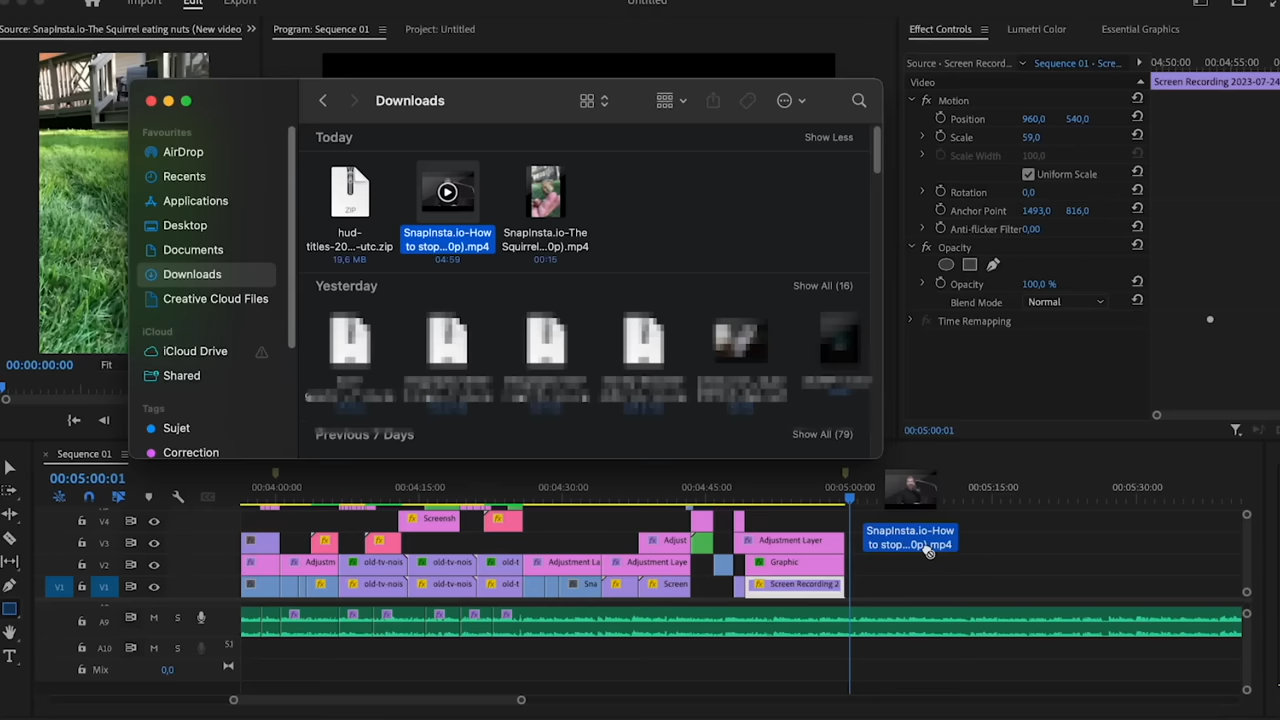 Import
Edit
Export
Untitled
Source: SnapInsta.io-The Squirrel eating nuts (New video
Program: Sequence 01
Project: Untitled
Effect Controls
Lumetri Color
Essential Graphics
Source - Screen Record...
Sequence 01 - Scre...
04:50:00
04:55:00
Video
Screen Recording 2023-07-24
Motion
Position
960,0
540,0
Scale
59,0
Scale Width
100,0
Uniform Scale
Rotation
0,0
Anchor Point
1493,0
816,0
Anti-flicker Filter
0,00
Opacity
Opacity
100,0 %
Blend Mode
Normal
Time Remapping
00:05:00:01
Downloads
Favourites
AirDrop
Recents
Applications
Desktop
Documents
Downloads
Creative Cloud Files
iCloud
iCloud Drive
Shared
Tags
Sujet
Correction
Today
Show Less
ZIP
hud-
titles-20...-utc.zip
19,6 MB
SnapInsta.io-How
to stop...0p).mp4
04:59
SnapInsta.io-The
Squirrel...0p).mp4
00:15
Yesterday
Show All (16)
Previous 7 Days
Show All (79)
00:00:00:00
Fit
Sequence 01
00:05:00:01
00:04:00:00
00:04:15:00
00:04:30:00
00:04:45:00
00:05:00:00
00:05:15:00
00:05:30:00
SnapInsta.io-How
to stop...0p).mp4
V4
Screensh
V3
Adjust
Adjustment Layer
V2
Adjustm
old-tv-nois
old-tv-nois
old-t
Adjustment La
Adjustment Laye
Graphic
V1
V1
old-tv-nois
old-tv-nois
old-t
Sna
Screen
Screen Recording 2
A9
M
S
A10
M
S
5.1
Mix
0,0